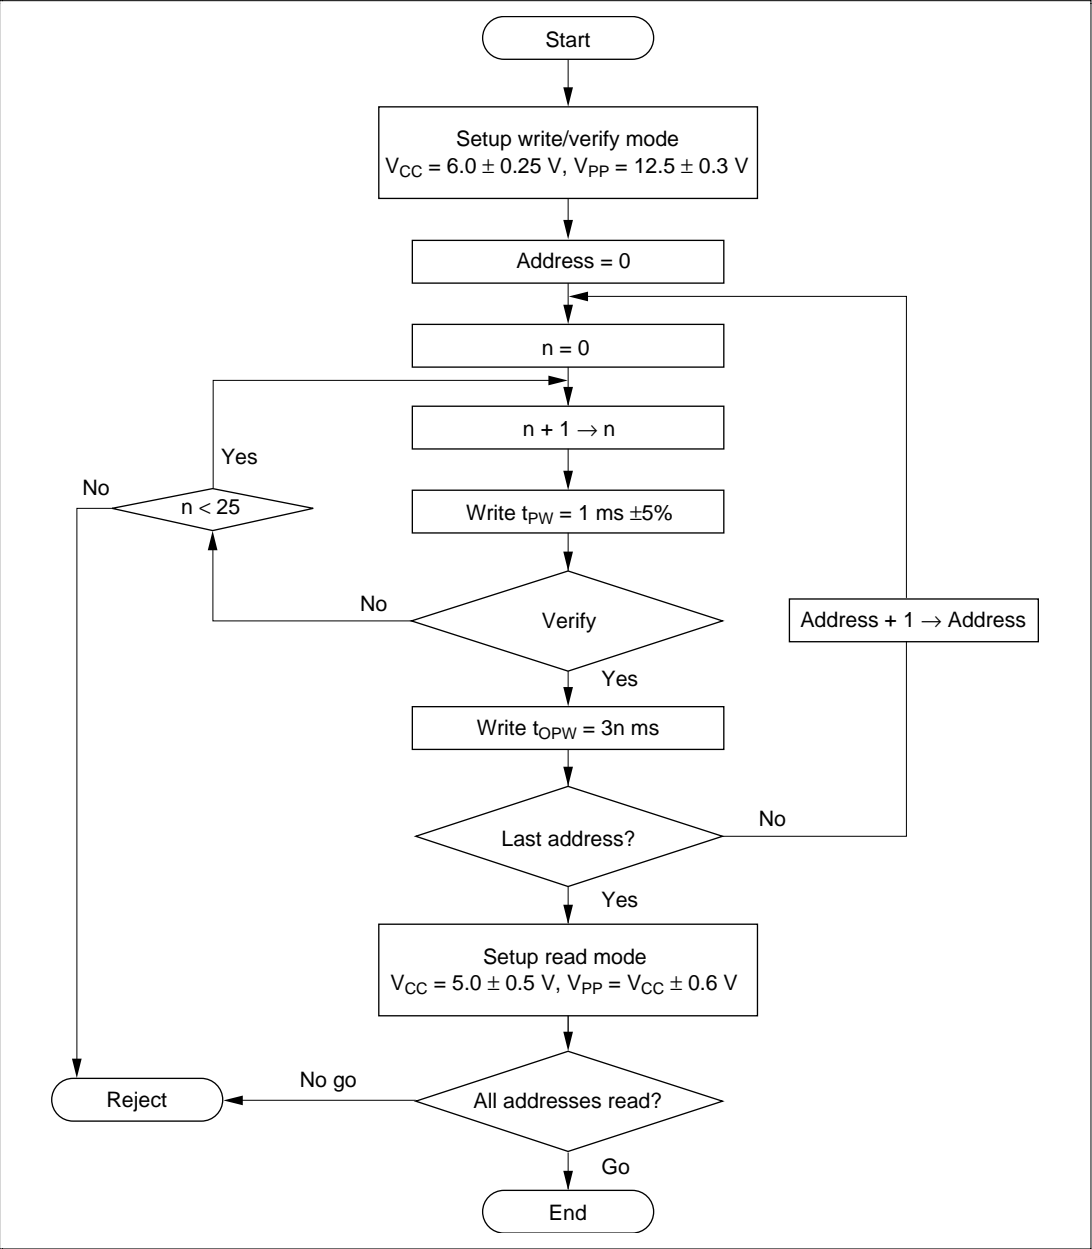 Start
Setup write/verify mode
VCC = 6.0 ± 0.25 V, VPP = 12.5 ± 0.3 V
Address = 0
n = 0
n + 1 → n
Yes
No
n < 25
Write tPW = 1 ms ±5%
No
Verify
Address + 1 → Address
Yes
Write tOPW = 3n ms
No
Last address?
Yes
Setup read mode
VCC = 5.0 ± 0.5 V, VPP = VCC ± 0.6 V
No go
Reject
All addresses read?
Go
End